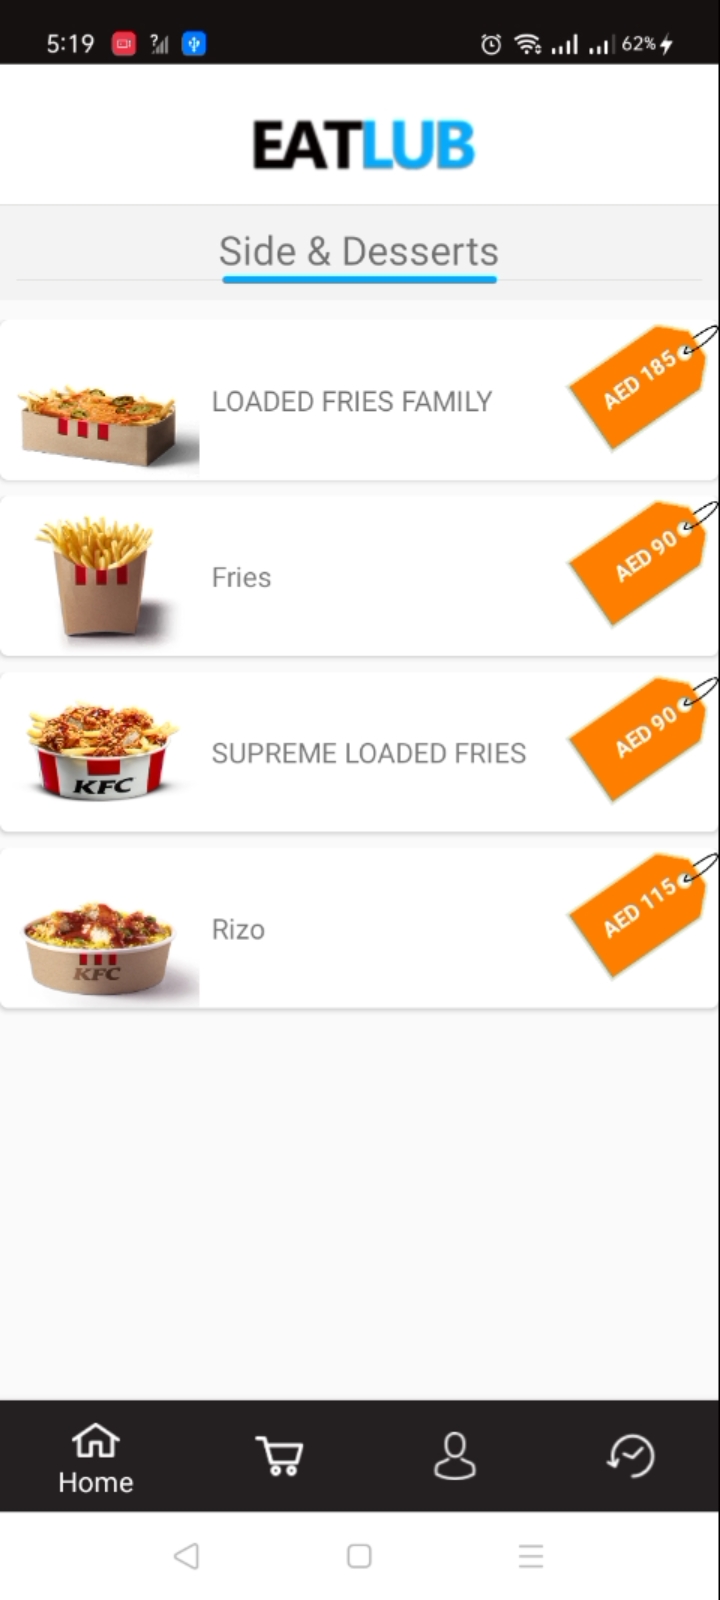 5:19
62%
EATLUB
Side & Desserts
LOADED FRIES FAMILY
AED 185
Fries
AED 90
KFC
SUPREME LOADED FRIES
AED 90
KFC
Rizo
AED 115
Home